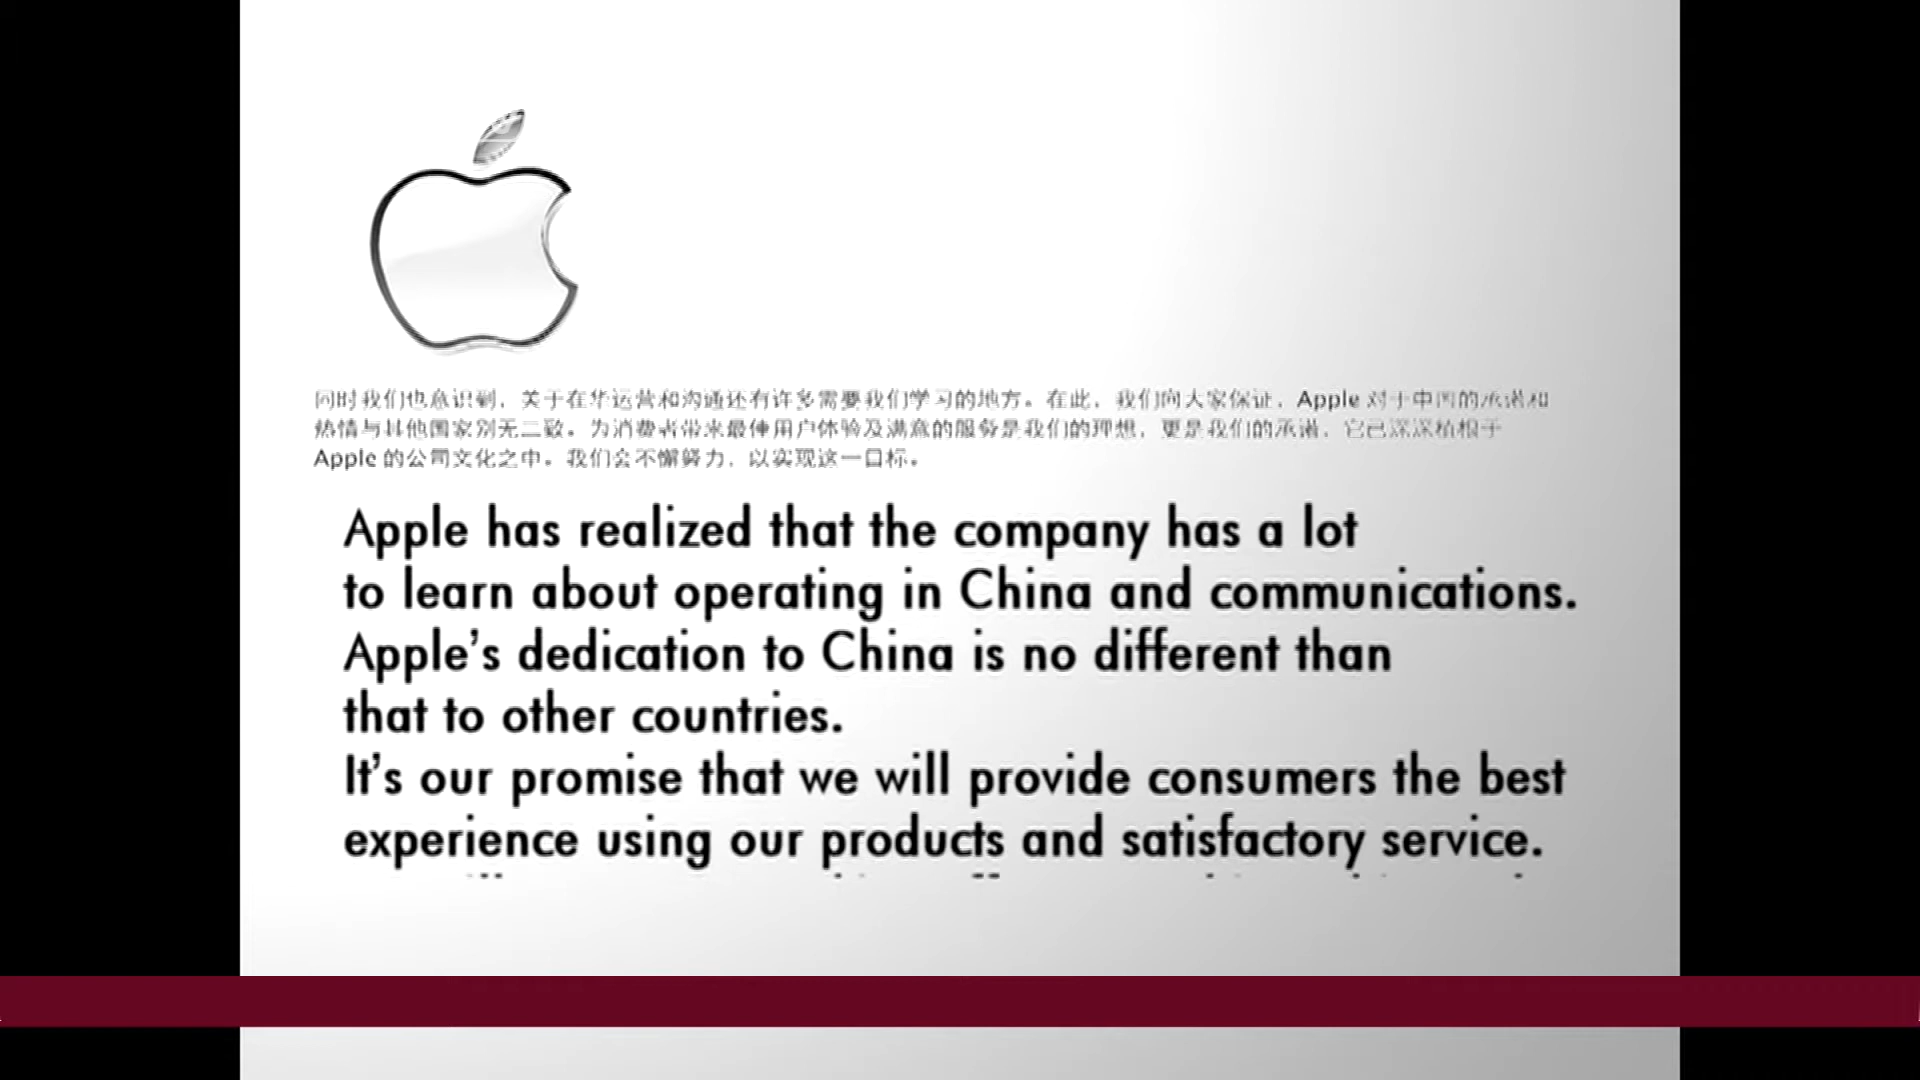 同时我们也意识到，关于在华运营和沟通还有许多需要我们学习的地方。在此，我们向大家保证，Apple 对于中国的承诺和
热情与其他国家别无二致。为消费者带来最佳用户体验及满意的服务是我们的理想，更是我们的承诺，它已深深植根于
Apple 的公司文化之中。我们会不懈努力，以实现这一目标。
Apple has realized that the company has a lot
to learn about operating in China and communications.
Apple’s dedication to China is no different than
that to other countries.
It’s our promise that we will provide consumers the best
experience using our products and satisfactory service.